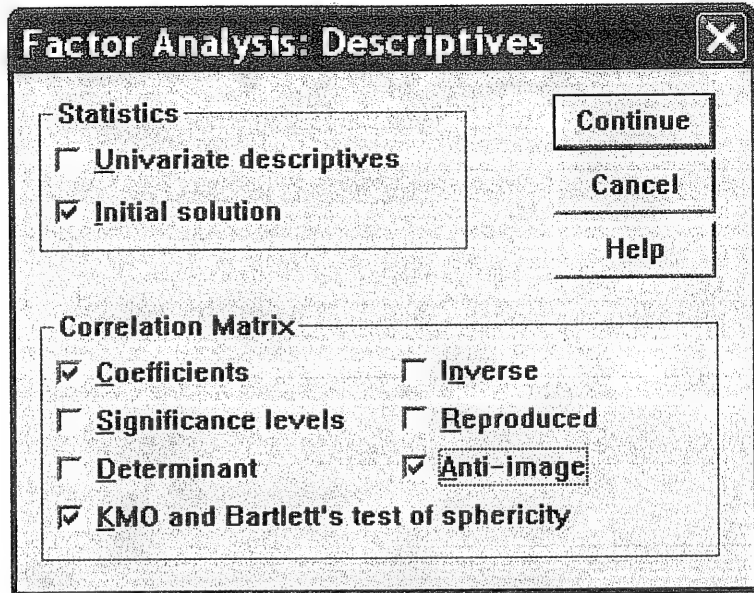 Factor Analysis: Descriptives
Statistics
Univariate descriptives
Initial solution
Continue
Cancel
Help
Correlation Matrix
Coefficients
Inverse
Significance levels
Reproduced
Determinant
Anti-image
KMO and Bartlett's test of sphericity